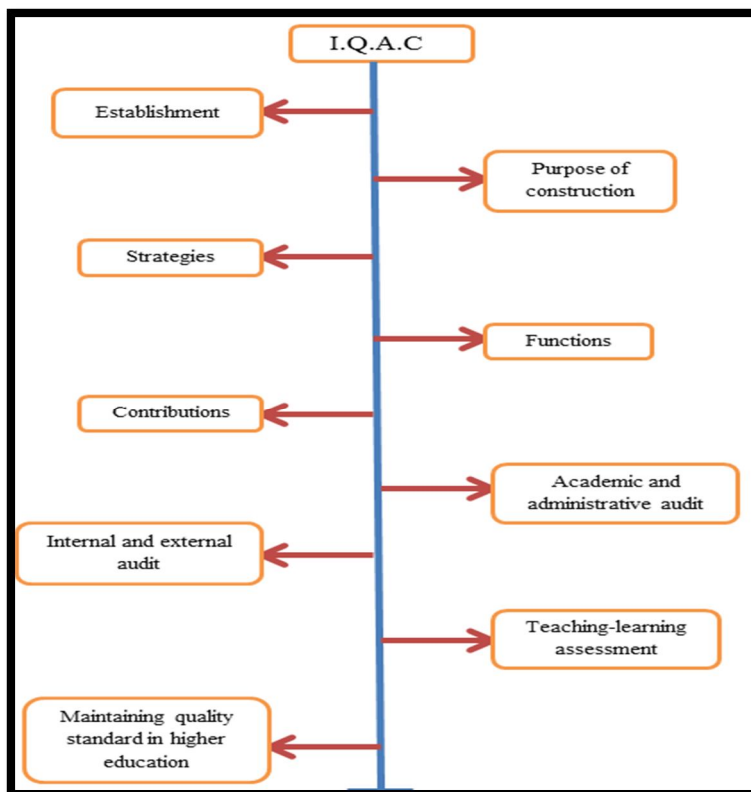 I.Q.A.C
Establishment
Purpose of
construction
Strategies
Functions
Contributions
Academic and
administrative audit
Internal and external
audit
Teaching-learning
assessment
Maintaining quality
standard in higher
education